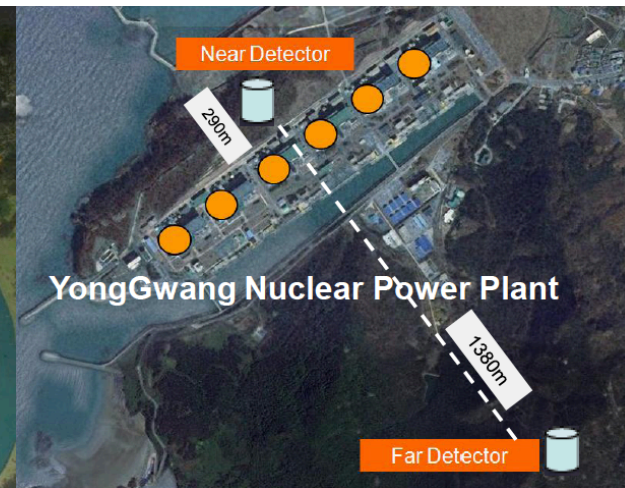 Near Detector
290m
YongGwang Nuclear Power Plant
1380m
Far Detector